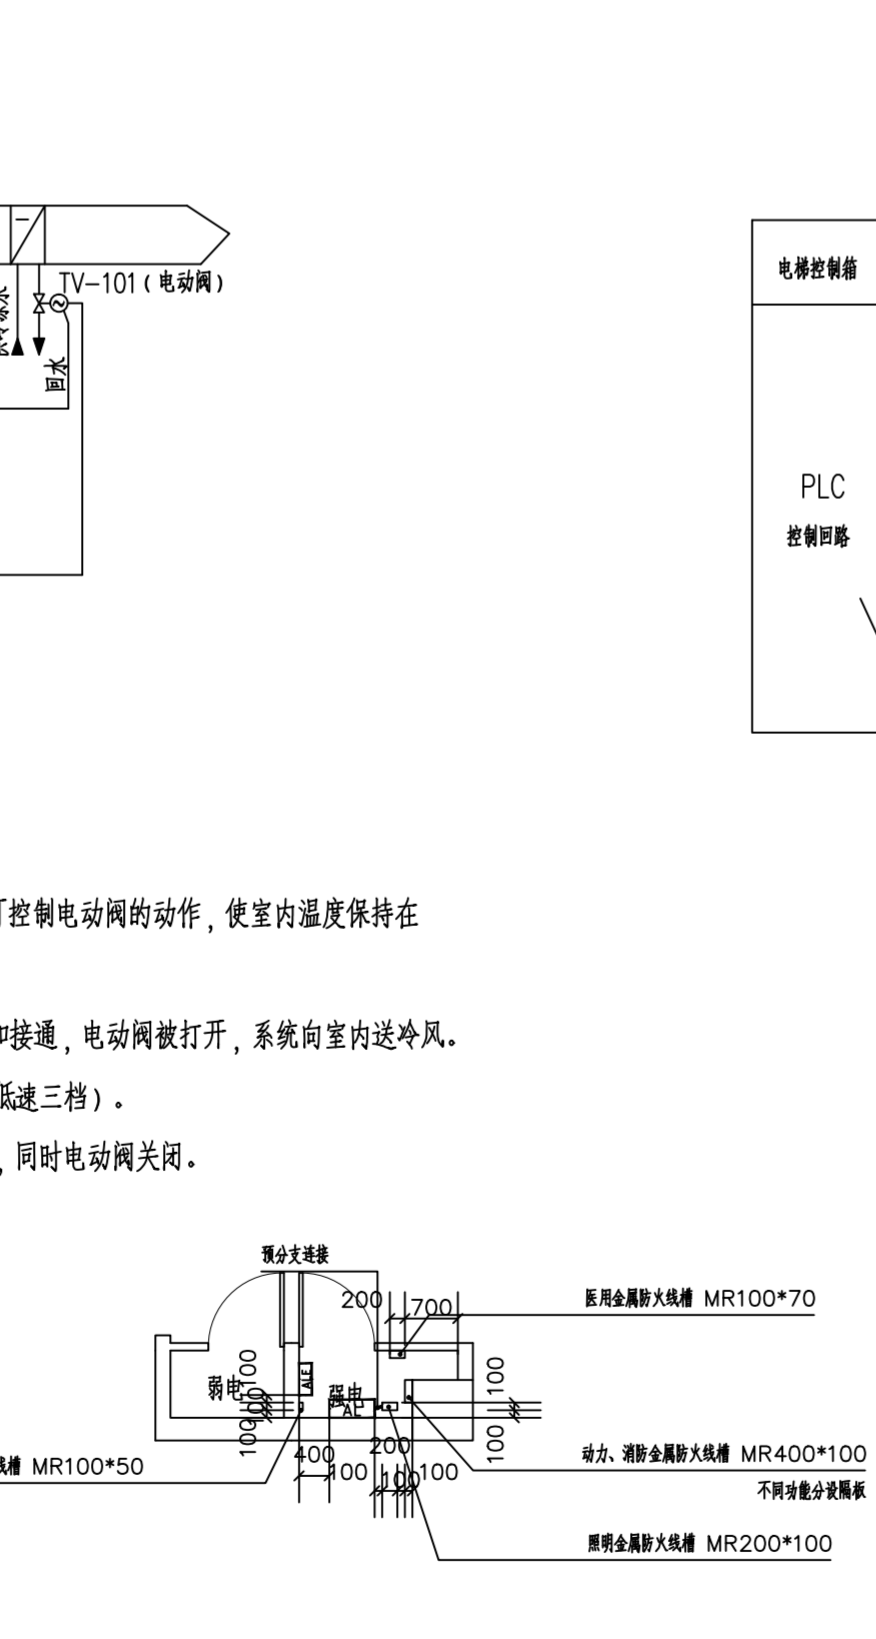 TV-101（电动阀）
回水
电梯控制箱
PLC
控制回路
控制电动阀的动作，使室内温度保持在
接通，电动阀被打开，系统向室内送冷风。
低速三档）。
，同时电动阀关闭。
预分支连接
200
700
医用金属防火线槽 MR100*70
弱电
100
100
100
ALE
强电
AL
100
100
400
100
200
100
100
线槽 MR100*50
动力、消防金属防火线槽 MR400*100
不同功能分设隔板
照明金属防火线槽 MR200*100